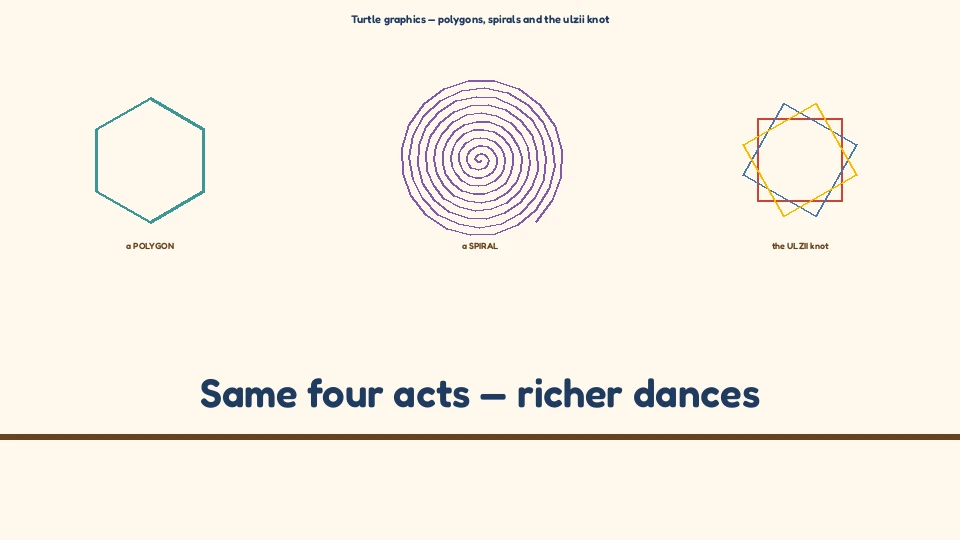 Turtle graphics — polygons, spirals and the ulzii knot
a POLYGON
a SPIRAL
the ULZII knot
Same four acts — richer dances